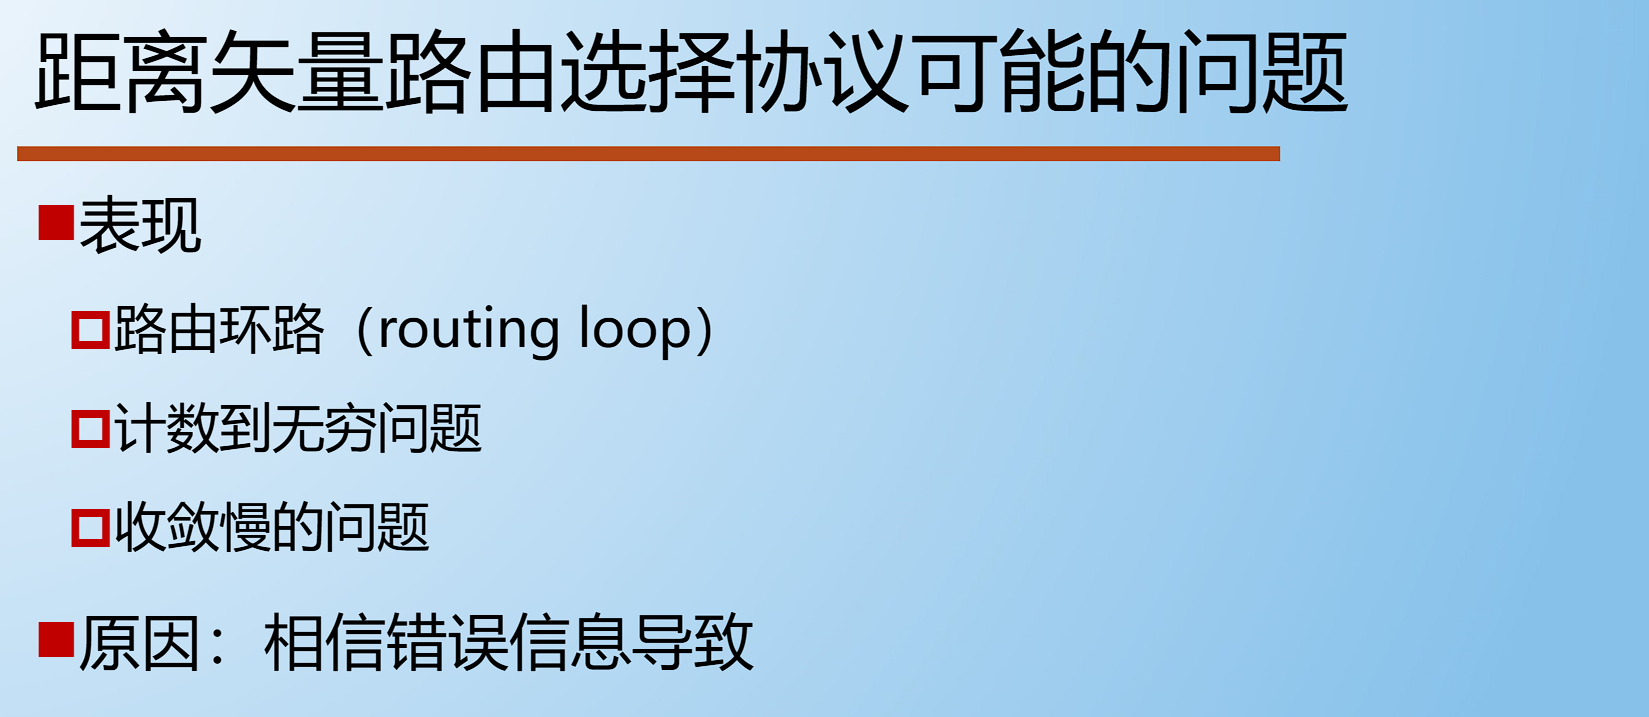 距离矢量路由选择协议可能的问题
表现
路由环路（routing loop）
计数到无穷问题
收敛慢的问题
原因：相信错误信息导致